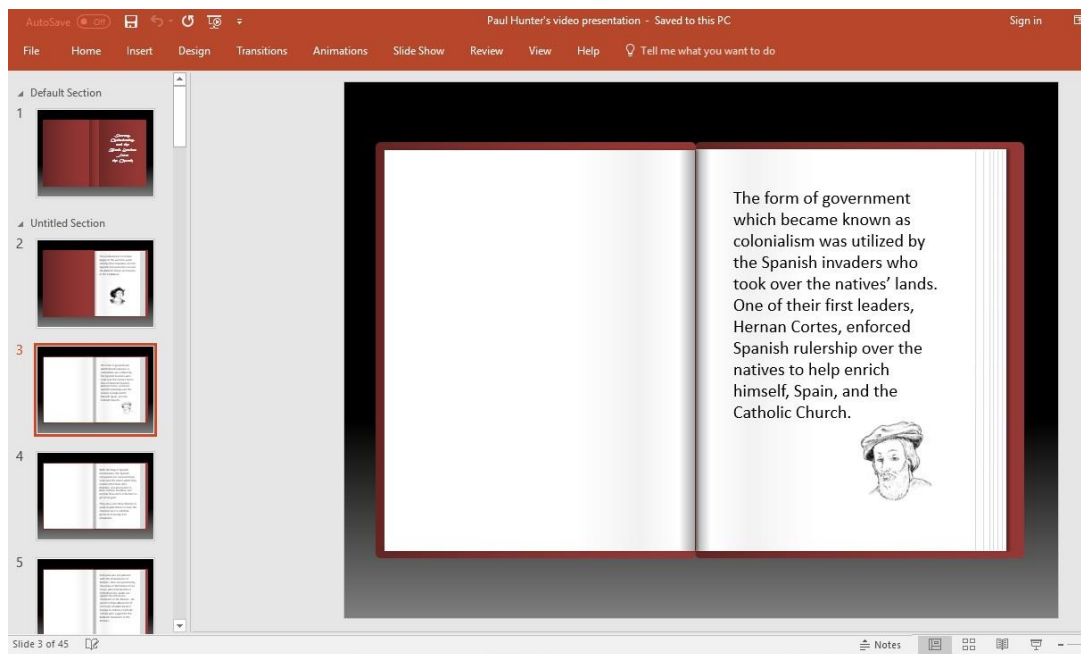 AutoSave Off
Paul Hunter's video presentation - Saved to this PC
Sign in
File Home Insert Design Transitions Animations Slide Show Review View Help Tell me what you want to do
Default Section
1
Untitled Section
2
3
4
5
The form of government
which became known as
colonialism was utilized by
the Spanish invaders who
took over the natives’ lands.
One of their first leaders,
Hernan Cortes, enforced
Spanish rulership over the
natives to help enrich
himself, Spain, and the
Catholic Church.
Slide 3 of 45
Notes